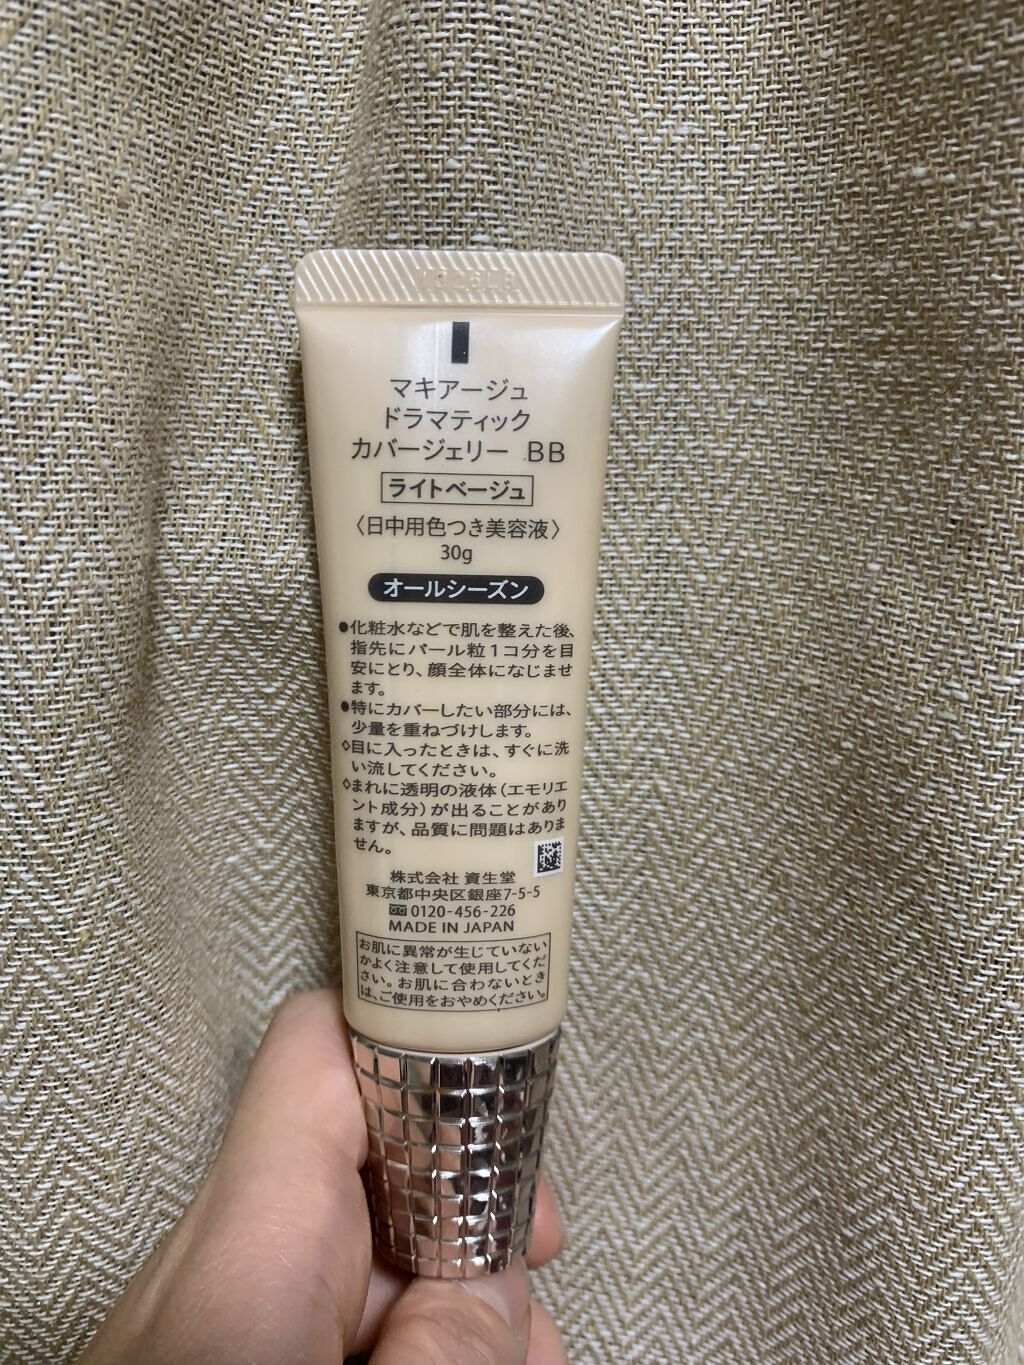 マキアージュ
ドラマティック
カバージェリー BB
ライトベージュ
〈日中用色つき美容液〉
30g
オールシーズン
●化粧水などで肌を整えた後、
指先にパール粒1コ分を目
安にとり、顔全体になじませ
ます。
●特にカバーしたい部分には、
少量を重ねづけします。
◇目に入ったときは、すぐに洗
い流してください。
◇まれに透明の液体(エモリエ
ント成分)が出ることがあり
ますが、品質に問題はありま
せん。
株式会社 資生堂
東京都中央区銀座7-5-5
0120-456-226
MADE IN JAPAN
お肌に異常が生じていない
かよく注意して使用してくだ
さい。お肌に合わないとき
は、ご使用をおやめください。